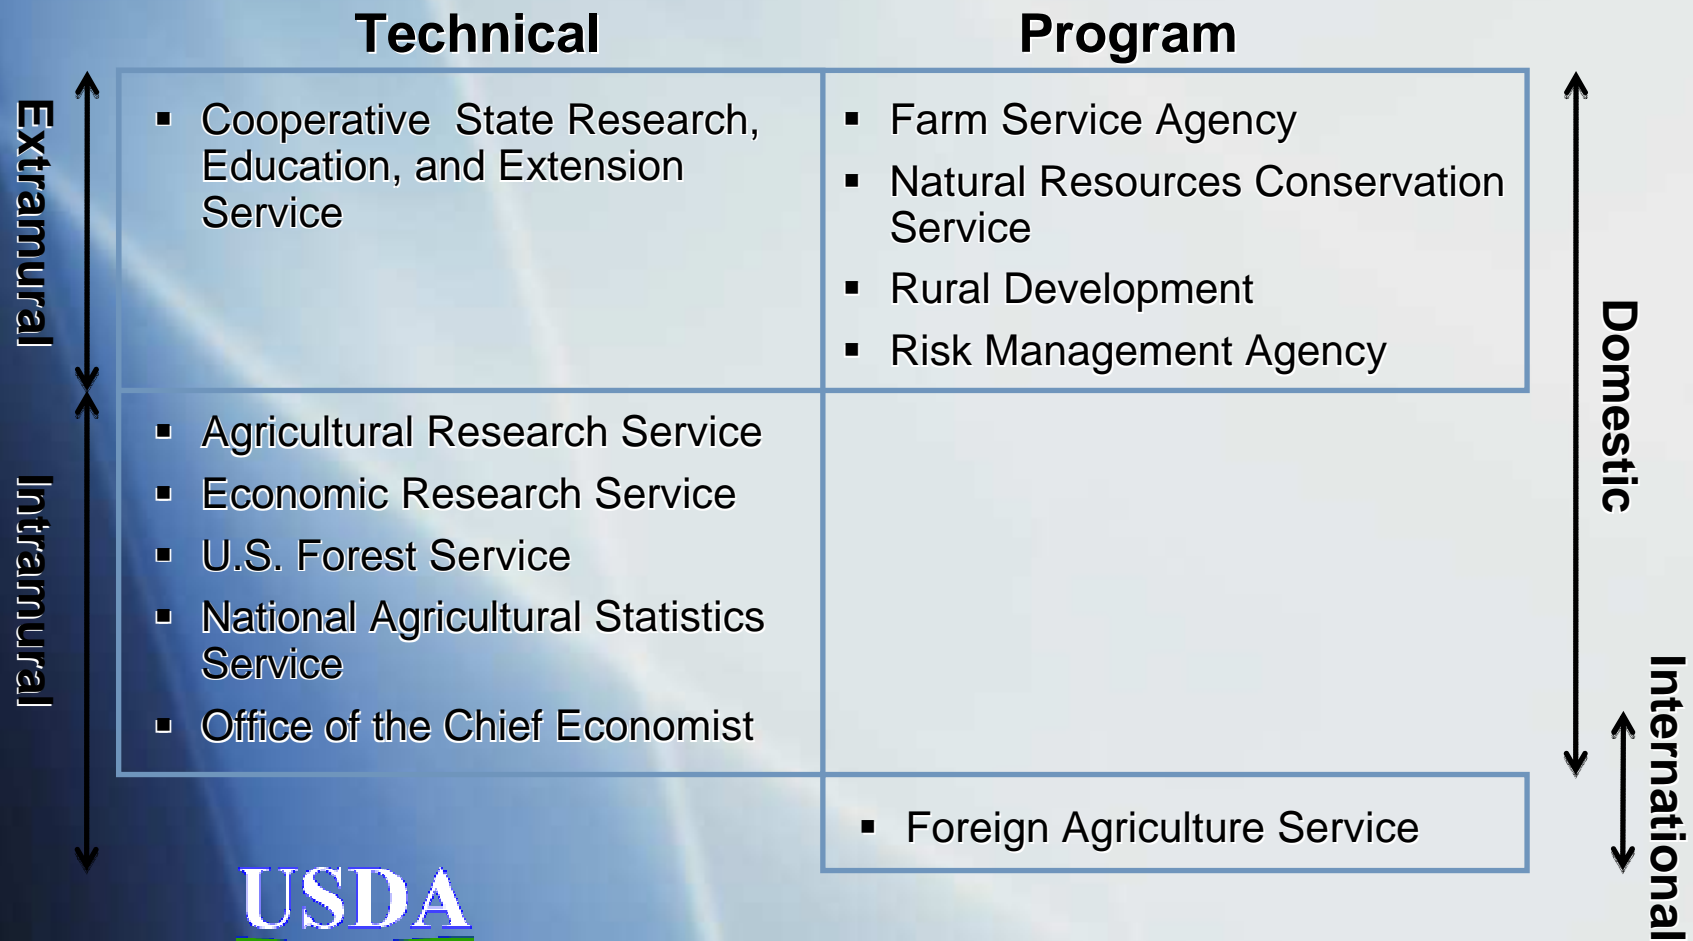 Technical
Program
Extramural
Cooperative State Research,
Education, and Extension
Service
Farm Service Agency
Natural Resources Conservation
Service
Rural Development
Risk Management Agency
Domestic
Intramural
Agricultural Research Service
Economic Research Service
U.S. Forest Service
National Agricultural Statistics
Service
Office of the Chief Economist
International
Foreign Agriculture Service
USDA